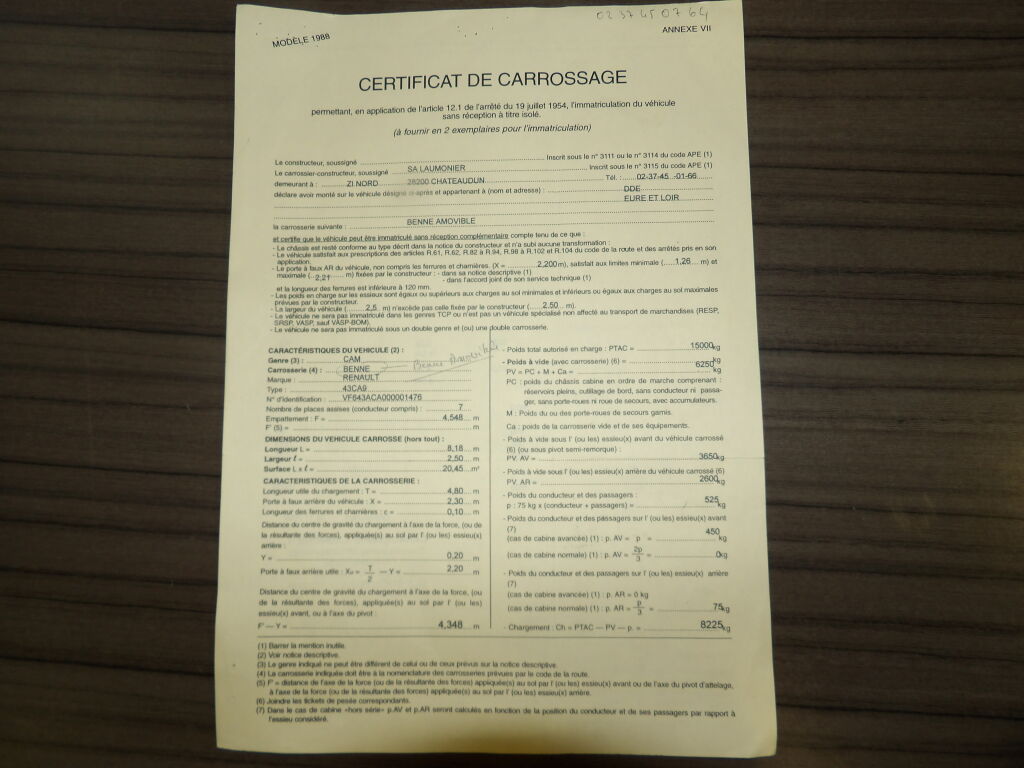 02 37 45 07 64
MODÈLE 1988
ANNEXE VII
CERTIFICAT DE CARROSSAGE
permettant, en application de l'article 12.1 de l'arrêté du 19 juillet 1954, l'immatriculation du véhicule
sans réception à titre isolé.
(à fournir en 2 exemplaires pour l'immatriculation)
Le constructeur, soussigné ........ Inscrit sous le n° 3111 ou le n° 3114 du code APE (1)
Le carrossier-constructeur, soussigné SA LAUMONIER Inscrit sous le n° 3115 du code APE (1)
demeurant à : ZI NORD 28200 CHATEAUDUN Tél. : 02-37-45 -01-66
déclare avoir monté sur le véhicule désigné ci-après et appartenant à (nom et adresse) : DDE
EURE ET LOIR
la carrosserie suivante : BENNE AMOVIBLE
et certifie que le véhicule peut être immatriculé sans réception complémentaire compte tenu de ce que :
- Le châssis est resté conforme au type décrit dans la notice du constructeur et n'a subi aucune transformation :
- Le véhicule satisfait aux prescriptions des articles R.61, R.62, R.82 à R.94, R.98 à R.102 et R.104 du code de la route et des arrêtés pris en son
application.
- Le porte à faux AR du véhicule, non compris les ferrures et charnières. (X = 2,200 m), satisfait aux limites minimale ( 1,26 m) et
maximale ( 2,21 m) fixées par le constructeur : - dans sa notice descriptive (1)
- dans l'accord joint de son service technique (1)
et la longueur des ferrures est inférieure à 120 mm.
- Les poids en charge sur les essieux sont égaux ou supérieurs aux charges au sol minimales et inférieurs ou égaux aux charges au sol maximales
prévues par le constructeur.
- La largeur du véhicule ( 2,5 m) n'excède pas celle fixée par le constructeur ( 2.50 m).
- Le véhicule ne sera pas immatriculé dans les genres TCP ou n'est pas un véhicule spécialisé non affecté au transport de marchandises (RESP,
SRSP, VASP, sauf VASP-BOM).
- Le véhicule ne sera pas immatriculé sous un double genre et (ou) une double carrosserie.
CARACTÉRISTIQUES DU VEHICULE (2) :
Genre (3) : CAM
Carrosserie (4) : BENNE Benne Amovible
Marque : RENAULT
Type : 43CA9
N° d'identification : VF643ACA000001476
Nombre de places assises (conducteur compris) : 7
Empattement : F = 4,548 m
F' (5) = m
DIMENSIONS DU VEHICULE CARROSSE (hors tout) :
Longueur L = 8,18 m
Largeur ℓ = 2,50 m
Surface L x ℓ = 20,45 m²
CARACTERISTIQUES DE LA CARROSSERIE :
Longueur utile du chargement : T = 4,80 m
Porte à faux arrière du véhicule : X = 2,30 m
Longueur des ferrures et charnières : c = 0,10 m
Distance du centre de gravité du chargement à l'axe de la force, (ou de
la résultante des forces), appliquée(s) au sol par l' (ou les) essieu(x)
arrière :
Y = 0,20 m
Porte à faux arrière utile : Xu = T/2 — Y = 2,20 m
Distance du centre de gravité du chargement à l'axe de la force, (ou
de la résultante des forces), appliquée(s) au sol par l' (ou les)
essieu(x) avant, ou à l'axe du pivot :
F' — Y = 4,348 m
- Poids total autorisé en charge : PTAC = 15000 kg
- Poids à vide (avec carrosserie) (6) = 6250 kg
PV = PC + M + Ca = kg
PC : poids du châssis cabine en ordre de marche comprenant :
réservoirs pleins, outillage de bord, sans conducteur ni passa-
ger, sans porte-roues ni roue de secours, avec accumulateurs.
M : Poids du ou des porte-roues de secours garnis.
Ca : poids de la carrosserie vide et de ses équipements.
- Poids à vide sous l' (ou les) essieu(x) avant du véhicule carrossé
(6) (ou sous pivot semi-remorque) :
PV. AV = 3650 kg
- Poids à vide sous l' (ou les) essieu(x) arrière du véhicule carrossé (6)
PV. AR = 2600 kg
- Poids du conducteur et des passagers :
p : 75 kg x (conducteur + passagers) = 525 kg
- Poids du conducteur et des passagers sur l' (ou les) essieu(x) avant
(7)
(cas de cabine avancée) (1) : p. AV = p = 450 kg
(cas de cabine normale) (1) : p. AV = 2p/3 = 0 kg
- Poids du conducteur et des passagers sur l' (ou les) essieu(x) arrière
(7)
(cas de cabine avancée) (1) : p. AR = 0 kg
(cas de cabine normale) (1) : p. AR = p/3 = 75 kg
- Chargement : Ch = PTAC — PV — p. = 8225 kg
(1) Barrer la mention inutile.
(2) Voir notice descriptive.
(3) Le genre indiqué ne peut être différent de celui ou de ceux prévus sur la notice descriptive.
(4) La carrosserie indiquée doit être à la nomenclature des carrosseries prévues par le code de la route.
(5) F' = distance de l'axe de la force (ou de la résultante des forces) appliquée(s) au sol par l' (ou les) essieu(x) avant ou de l'axe du pivot d'attelage,
à l'axe de la force (ou de la résultante des forces) appliquée(s) au sol par l' (ou les) essieu(x) arrière.
(6) Joindre les tickets de pesée correspondants.
(7) Dans le cas de cabine «hors série» p.AV et p.AR seront calculés en fonction de la position du conducteur et de ses passagers par rapport à
l'essieu considéré.